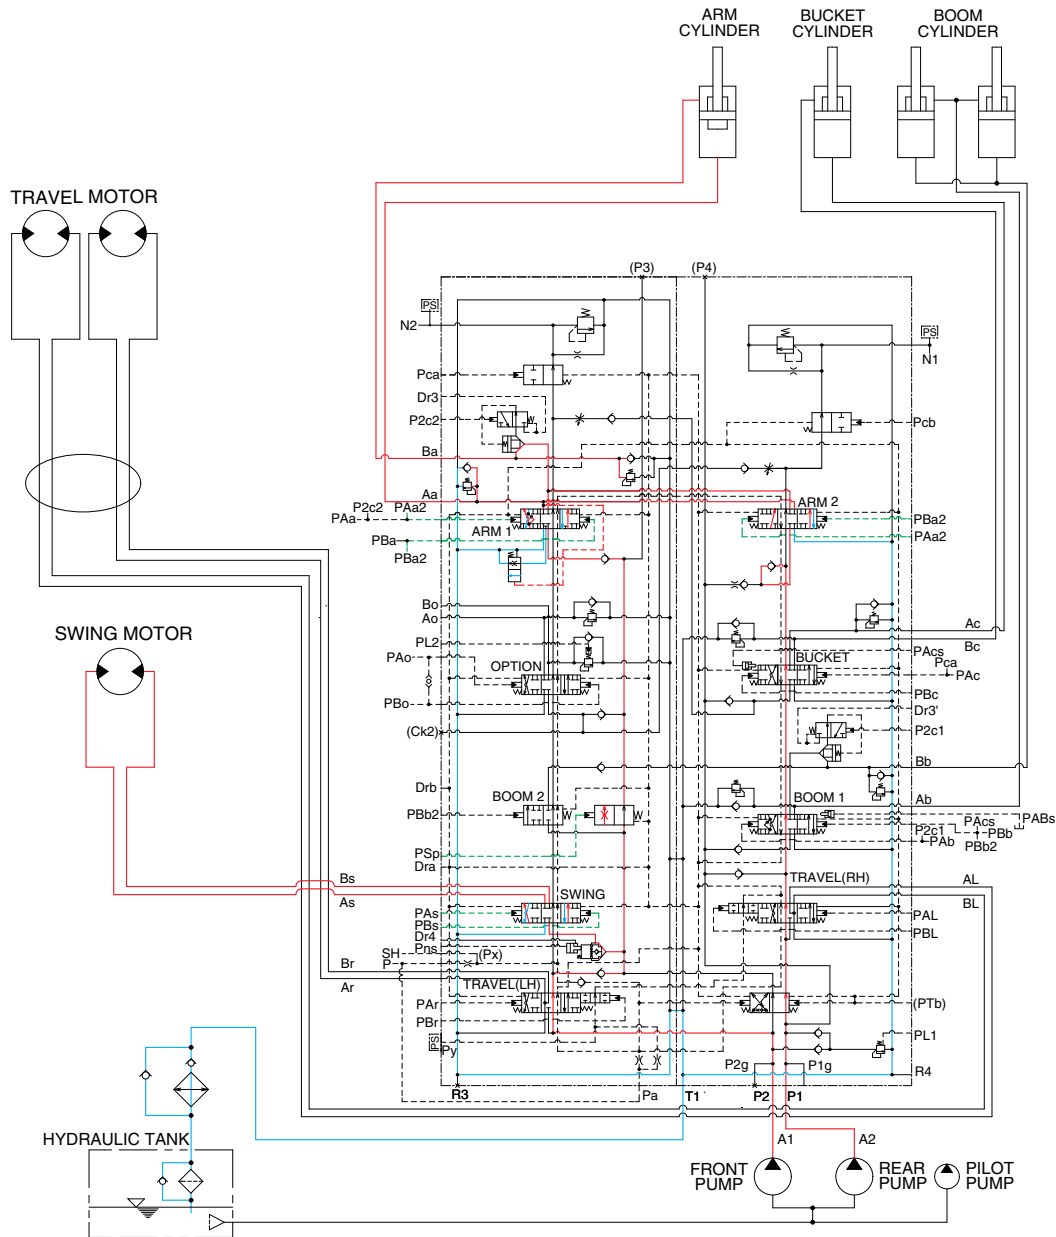 ARM
CYLINDER
BUCKET
CYLINDER
BOOM
CYLINDER
TRAVEL MOTOR
(P3)
(P4)
PS
N2
PS
N1
Pca
Dr3
P2c2
Pcb
Ba
Aa
P2c2
PAa2
PAa
ARM 1
PBa
PBa2
ARM 2
PBa2
PAa2
Bo
Ao
PL2
PAo
OPTION
PBo
(Ck2)
Ac
Bc
PAcs
Pca
PAc
BUCKET
PBc
Dr3'
P2c1
SWING MOTOR
Bb
Ab
Drb
BOOM 2
PBb2
PSp
Dra
BOOM 1
PABs
PAcs
P2c1
PBb
PAb
PBb2
TRAVEL(RH)
AL
BL
PAL
PBL
Bs
As
SWING
PAs
PBs
Dr4
Pns
SH
P
(Px)
Br
Ar
TRAVEL(LH)
PAr
PBr
PS
Py
(PTb)
PL1
P2g
P1g
R4
R3
Pa
T1
P2
P1
A1
A2
HYDRAULIC TANK
FRONT
PUMP
REAR
PUMP
PILOT
PUMP